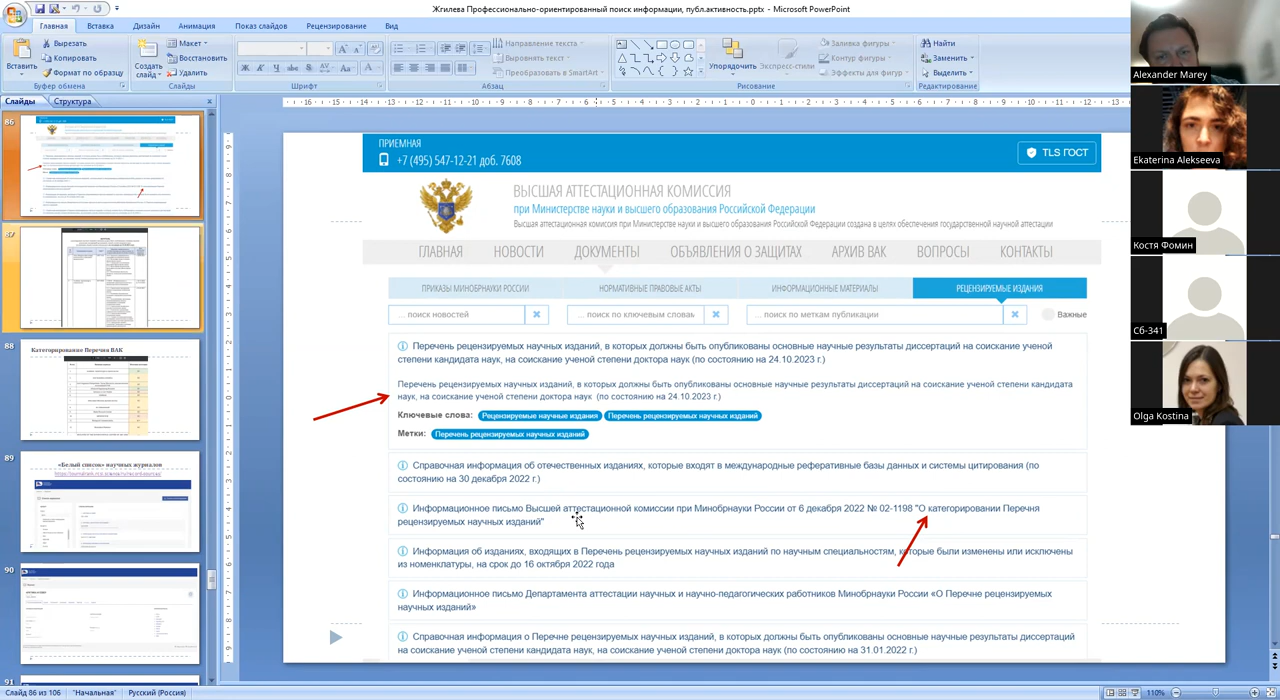 Жгилева Профессионально-ориентированный поиск информации, публ.активность.pptx - Microsoft PowerPoint
Главная Вставка Дизайн Анимация Показ слайдов Рецензирование Вид
Вставить
Вырезать
Копировать
Формат по образцу
Буфер обмена
Создать слайд
Макет
Восстановить
Удалить
Слайды
Шрифт
Направление текста
Выровнять текст
Преобразовать в SmartArt
Абзац
Упорядочить
Экспресс-стили
Заливка фигуры
Контур фигуры
Эффекты для фигур
Рисование
Найти
Заменить
Выделить
Редактирование
Слайды Структура
86
87
88
Категорирование Перечня ВАК
89
«Белый список» научных журналов
90
91
ПРИЕМНАЯ
+7 (495) 547-12-21 доб. 7608
TLS ГОСТ
ВЫСШАЯ АТТЕСТАЦИОННАЯ КОМИССИЯ
при Министерстве науки и высшего образования Российской Федерации
Высшая аттестационная комиссия при Министерстве науки и высшего образования Российской Федерации создана в целях обеспечения государственной научной аттестации
ГЛАВНАЯ НОВОСТИ ДОКУМЕНТЫ ОБЪЯВЛЕНИЯ О ЗАЩИТАХ АРХИВ ВАК ВОПРОСЫ КОНТАКТЫ
ПРИКАЗЫ МИНОБРНАУКИ РОССИИ НОРМАТИВНЫЕ ПРАВОВЫЕ АКТЫ ИНФОРМАЦИОННЫЕ МАТЕРИАЛЫ РЕЦЕНЗИРУЕМЫЕ ИЗДАНИЯ
... поиск новостей ... поиск по ключевым словам ... поиск по меткам публикации Важные
Перечень рецензируемых научных изданий, в которых должны быть опубликованы основные научные результаты диссертаций на соискание ученой
степени кандидата наук, на соискание ученой степени доктора наук (по состоянию на 24.10.2023 г.)
Перечень рецензируемых научных изданий, в которых должны быть опубликованы основные научные результаты диссертаций на соискание ученой степени кандидата
наук, на соискание ученой степени доктора наук (по состоянию на 24.10.2023 г.)
Ключевые слова: Рецензируемые научные издания Перечень рецензируемых научных изданий
Метки: Перечень рецензируемых научных изданий
Справочная информация об отечественных изданиях, которые входят в международные реферативные базы данных и системы цитирования (по
состоянию на 30 декабря 2022 г.)
Информационное письмо Высшей аттестационной комиссии при Минобрнауки России от 6 декабря 2022 № 02-1198 "О категорировании Перечня
рецензируемых научных изданий"
Информация об изданиях, входящих в Перечень рецензируемых научных изданий по научным специальностям, которые были изменены или исключены
из номенклатуры, на срок до 16 октября 2022 года
Информационное письмо Департамента аттестации научных и научно-педагогических работников Минобрнауки России «О Перечне рецензируемых
научных изданий»
Справочная информация о Перечне рецензируемых научных изданий, в которых должны быть опубликованы основные научные результаты диссертаций
на соискание ученой степени кандидата наук, на соискание ученой степени доктора наук (по состоянию на 31.01.2022 г.)
Alexander Marey
Ekaterina Alekseeva
Костя Фомин
Сб-341
Olga Kostina
Слайд 86 из 106 "Начальная" Русский (Россия) 110%